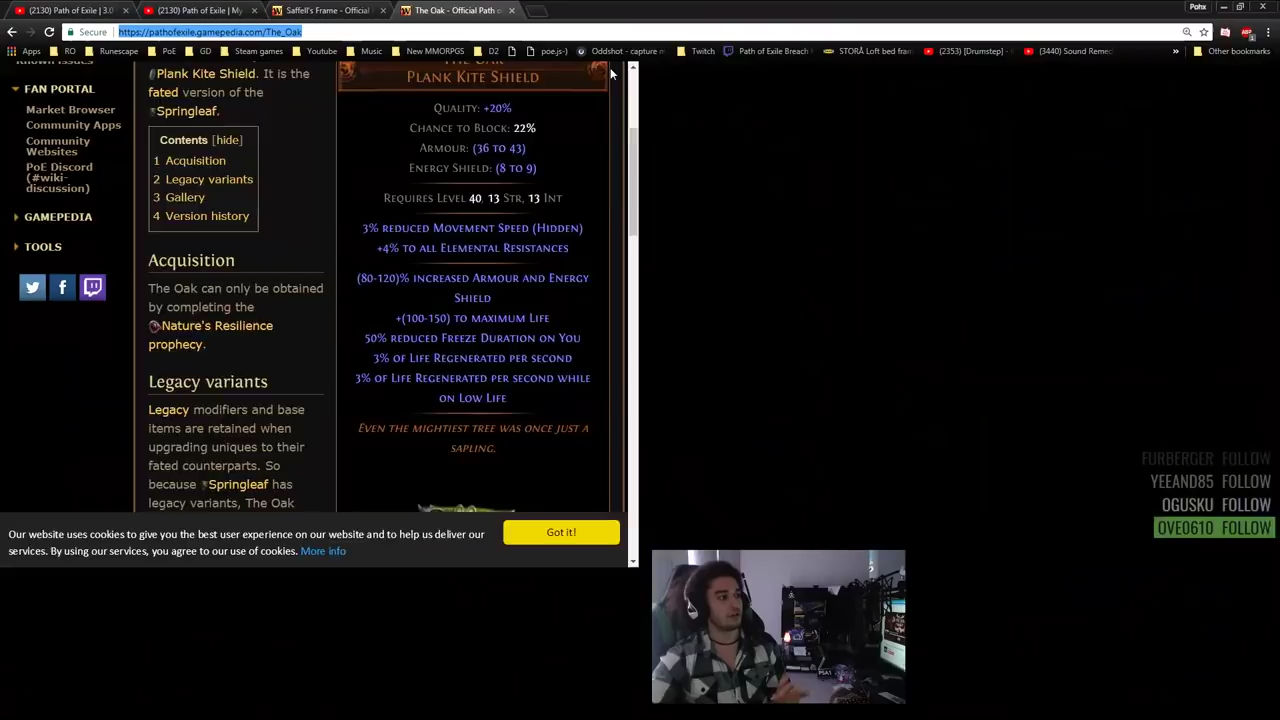 (2130) Path of Exile | 3.0
(2130) Path of Exile | My
Saffell's Frame - Official
The Oak - Official Path o
Pohx
Secure
https://pathofexile.gamepedia.com/The_Oak
Apps
RO
Runescape
PoE
GD
Steam games
Youtube
Music
New MMORPGS
D2
poe.js-)
Oddshot - capture m
Twitch
Path of Exile Breach
STORÅ Loft bed fram
(2353) [Drumstep] -
(3440) Sound Reme
»
Other bookmarks
FAN PORTAL
Market Browser
Community Apps
Community
Websites
PoE Discord
(#wiki-
discussion)
GAMEPEDIA
TOOLS
Plank Kite Shield. It is the
fated version of the
Springleaf.
Contents [hide]
1 Acquisition
2 Legacy variants
3 Gallery
4 Version history
Acquisition
The Oak can only be obtained
by completing the
Nature's Resilience
prophecy.
Legacy variants
Legacy modifiers and base
items are retained when
upgrading uniques to their
fated counterparts. So
because Springleaf has
legacy variants, The Oak
PLANK KITE SHIELD
QUALITY: +20%
CHANCE TO BLOCK: 22%
ARMOUR: (36 TO 43)
ENERGY SHIELD: (8 TO 9)
REQUIRES LEVEL 40, 13 STR, 13 INT
3% REDUCED MOVEMENT SPEED (HIDDEN)
+4% TO ALL ELEMENTAL RESISTANCES
(80-120)% INCREASED ARMOUR AND ENERGY
SHIELD
+(100-150) TO MAXIMUM LIFE
50% REDUCED FREEZE DURATION ON YOU
3% OF LIFE REGENERATED PER SECOND
3% OF LIFE REGENERATED PER SECOND WHILE
ON LOW LIFE
EVEN THE MIGHTIEST TREE WAS ONCE JUST A
SAPLING.
Our website uses cookies to give you the best user experience on our website and to help us deliver our
services. By using our services, you agree to our use of cookies. More info
Got it!
FURBERGER FOLLOW
YEEAND85 FOLLOW
OGUSKU FOLLOW
OVE0610 FOLLOW